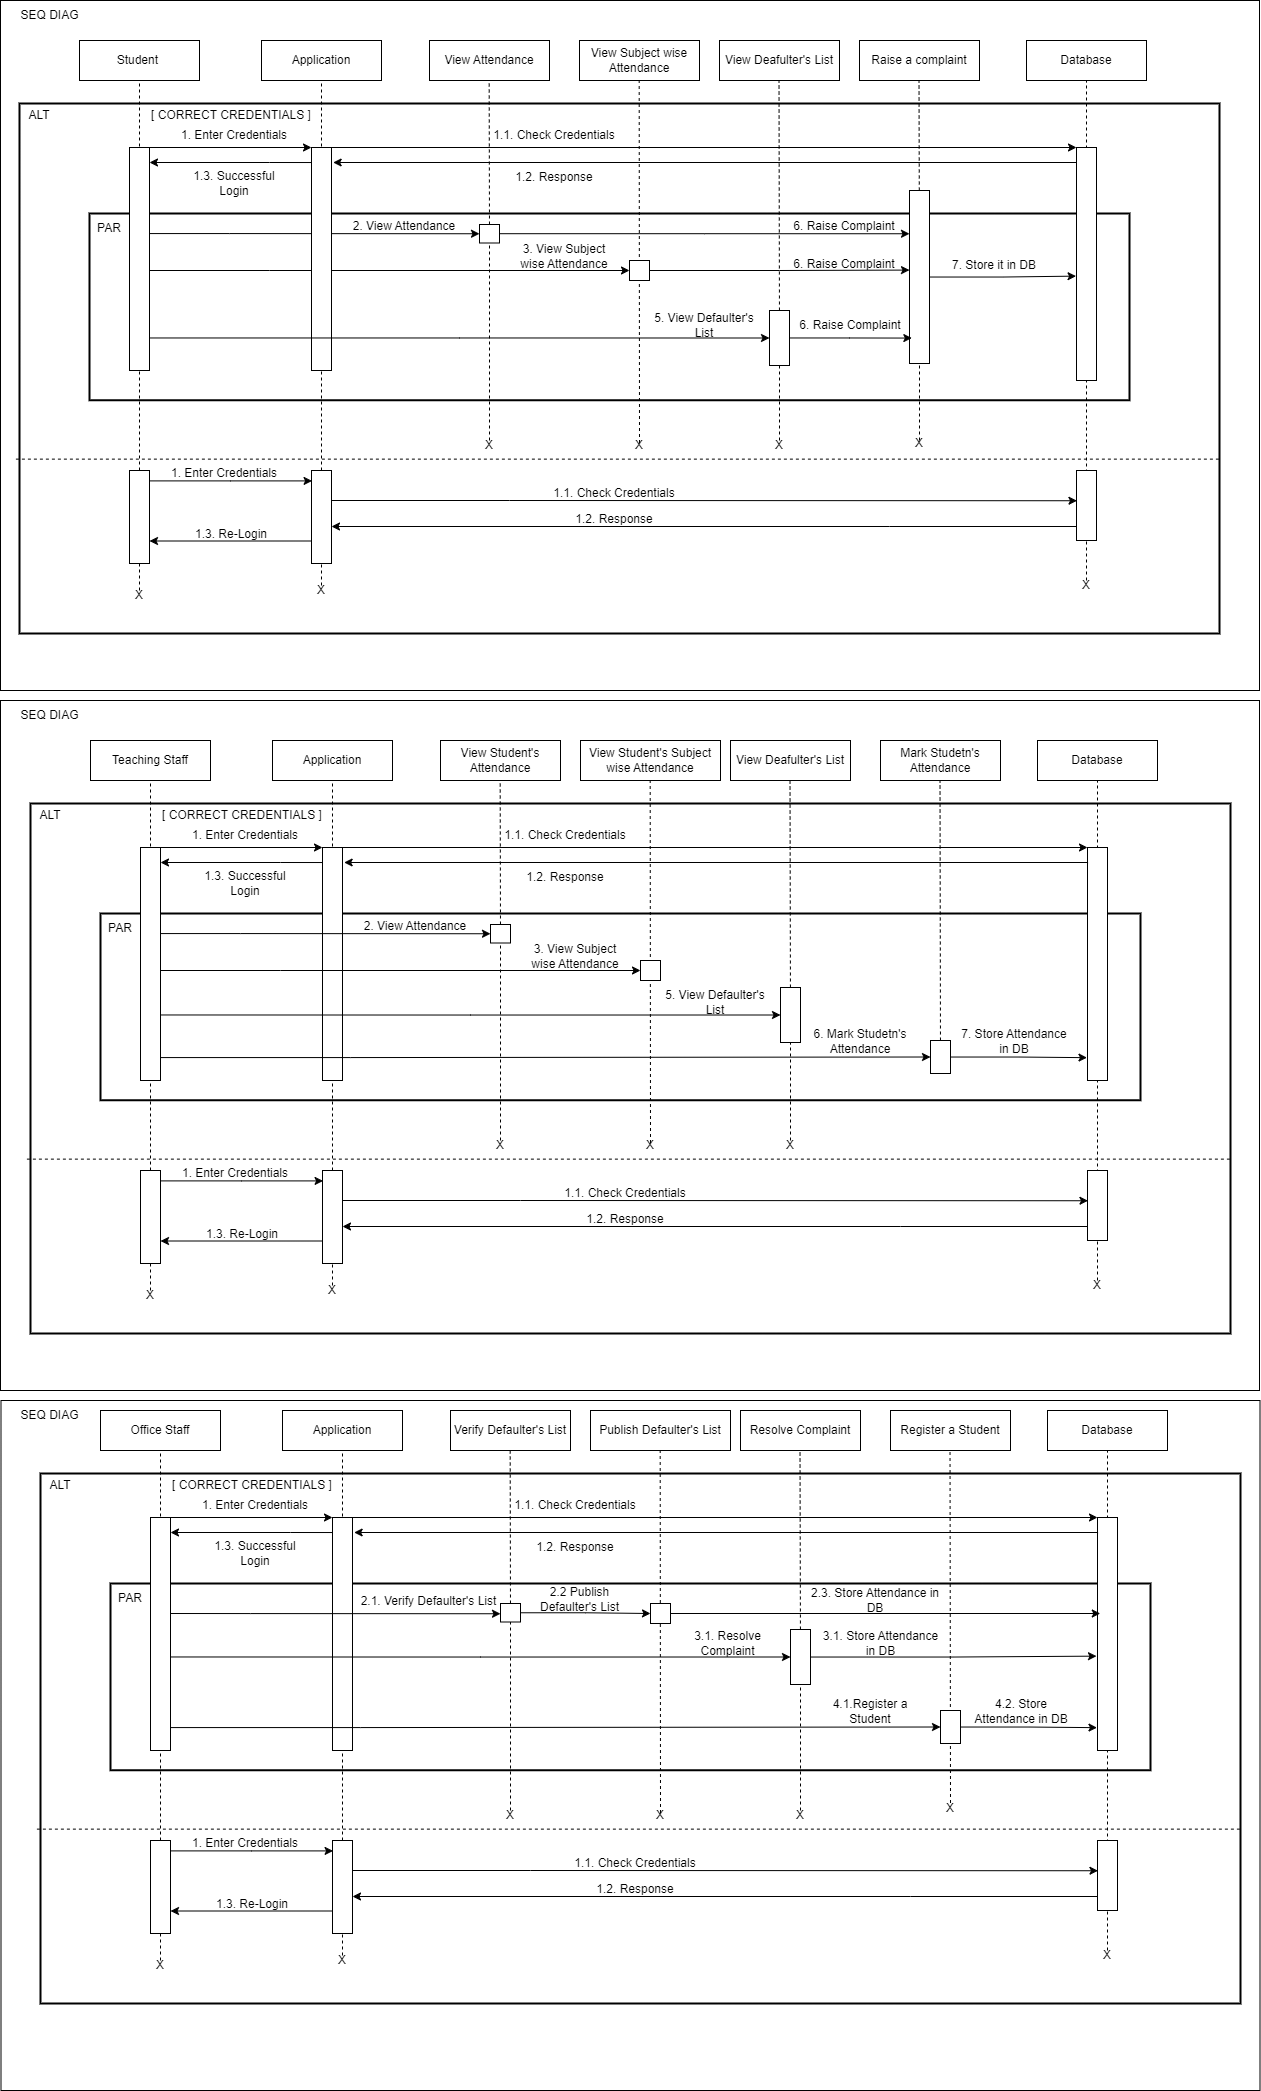 SEQ DIAG
Student
Application
View Attendance
View Subject wise
Attendance
View Deafulter's List
Raise a complaint
Database
ALT
[ CORRECT CREDENTIALS ]
1. Enter Credentials
1.1. Check Credentials
1.3. Successful
Login
1.2. Response
PAR
2. View Attendance
6. Raise Complaint
3. View Subject
wise Attendance
6. Raise Complaint
7. Store it in DB
5. View Defaulter's
List
6. Raise Complaint
X
X
X
X
1. Enter Credentials
1.1. Check Credentials
1.2. Response
1.3. Re-Login
X
X
X
SEQ DIAG
Teaching Staff
Application
View Student's
Attendance
View Student's Subject
wise Attendance
View Deafulter's List
Mark Studetn's
Attendance
Database
ALT
[ CORRECT CREDENTIALS ]
1. Enter Credentials
1.1. Check Credentials
1.3. Successful
Login
1.2. Response
PAR
2. View Attendance
3. View Subject
wise Attendance
5. View Defaulter's
List
6. Mark Studetn's
Attendance
7. Store Attendance
in DB
X
X
X
1. Enter Credentials
1.1. Check Credentials
1.2. Response
1.3. Re-Login
X
X
X
SEQ DIAG
Office Staff
Application
Verify Defaulter's List
Publish Defaulter's List
Resolve Complaint
Register a Student
Database
ALT
[ CORRECT CREDENTIALS ]
1. Enter Credentials
1.1. Check Credentials
1.3. Successful
Login
1.2. Response
PAR
2.1. Verify Defaulter's List
2.2 Publish
Defaulter's List
2.3. Store Attendance in
DB
3.1. Resolve
Complaint
3.1. Store Attendance
in DB
4.1.Register a
Student
4.2. Store
Attendance in DB
X
X
X
X
1. Enter Credentials
1.1. Check Credentials
1.2. Response
1.3. Re-Login
X
X
X